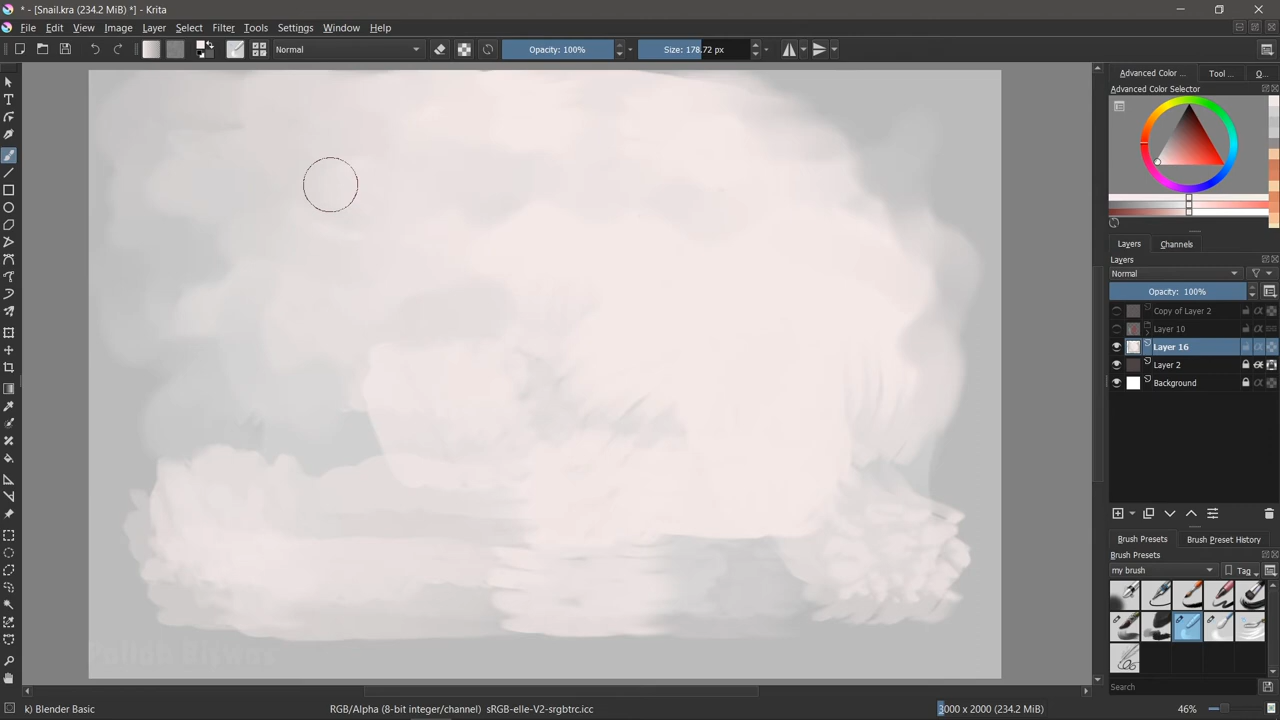 * - [Snail.kra (234.2 MiB) *] - Krita
File Edit View Image Layer Select Filter Tools Settings Window Help
Normal Opacity: 100% Size: 178.72 px
Advanced Color ... Tool ... O...
Advanced Color Selector
Layers Channels
Layers
Normal
Opacity: 100%
Copy of Layer 2
Layer 10
Layer 16
Layer 2
Background
Brush Presets Brush Preset History
Brush Presets
my brush Tag
Search
Palish Biswas
k) Blender Basic RGB/Alpha (8-bit integer/channel) sRGB-elle-V2-srgbtrc.icc 3000 x 2000 (234.2 MiB) 46%